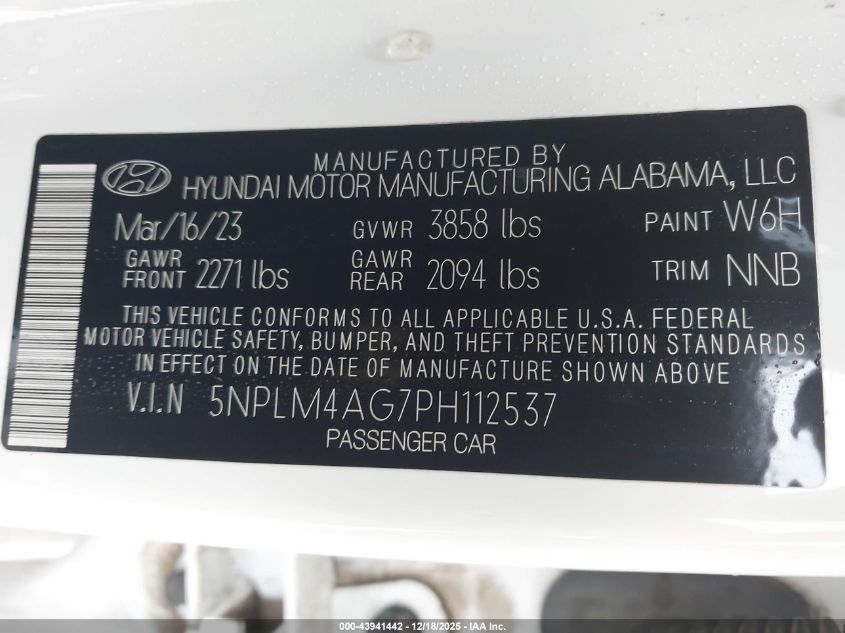 MANUFACTURED BY
HYUNDAI MOTOR MANUFACTURING ALABAMA, LLC
Mar/16/23 GVWR 3858 lbs PAINT W6H
GAWR FRONT 2271 lbs GAWR REAR 2094 lbs TRIM NNB
THIS VEHICLE CONFORMS TO ALL APPLICABLE U.S.A. FEDERAL
MOTOR VEHICLE SAFETY, BUMPER, AND THEFT PREVENTION STANDARDS
IN EFFECT ON THE DATE OF MANUFACTURE SHOWN ABOVE
V.I.N 5NPLM4AG7PH112537
PASSENGER CAR
000-43941442 - 12/18/2025 - IAA Inc.